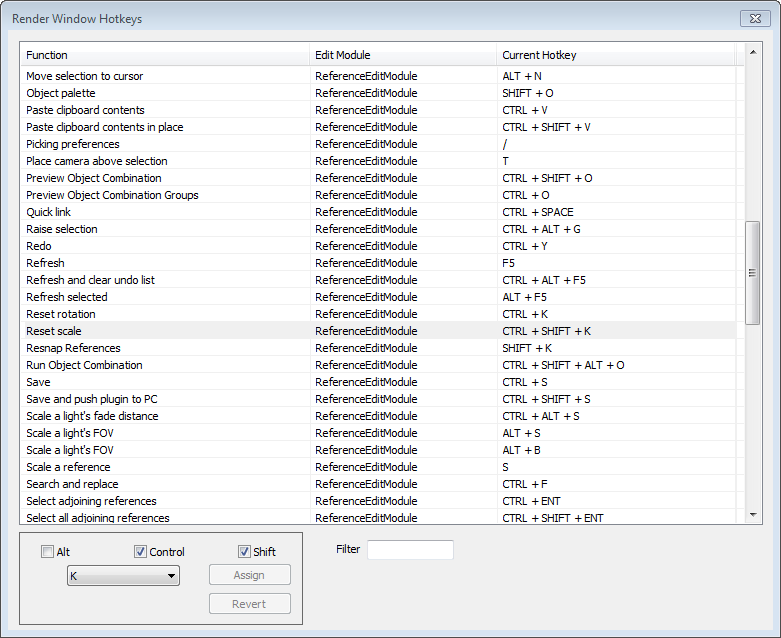 Render Window Hotkeys
Function Edit Module Current Hotkey
Move selection to cursor ReferenceEditModule ALT + N
Object palette ReferenceEditModule SHIFT + O
Paste clipboard contents ReferenceEditModule CTRL + V
Paste clipboard contents in place ReferenceEditModule CTRL + SHIFT + V
Picking preferences ReferenceEditModule /
Place camera above selection ReferenceEditModule T
Preview Object Combination ReferenceEditModule CTRL + SHIFT + O
Preview Object Combination Groups ReferenceEditModule CTRL + O
Quick link ReferenceEditModule CTRL + SPACE
Raise selection ReferenceEditModule CTRL + ALT + G
Redo ReferenceEditModule CTRL + Y
Refresh ReferenceEditModule F5
Refresh and clear undo list ReferenceEditModule CTRL + ALT + F5
Refresh selected ReferenceEditModule ALT + F5
Reset rotation ReferenceEditModule CTRL + K
Reset scale ReferenceEditModule CTRL + SHIFT + K
Resnap References ReferenceEditModule SHIFT + K
Run Object Combination ReferenceEditModule CTRL + SHIFT + ALT + O
Save ReferenceEditModule CTRL + S
Save and push plugin to PC ReferenceEditModule CTRL + SHIFT + S
Scale a light's fade distance ReferenceEditModule CTRL + ALT + S
Scale a light's FOV ReferenceEditModule ALT + S
Scale a light's FOV ReferenceEditModule ALT + B
Scale a reference ReferenceEditModule S
Search and replace ReferenceEditModule CTRL + F
Select adjoining references ReferenceEditModule CTRL + ENT
Select all adjoining references ReferenceEditModule CTRL + SHIFT + ENT
Alt Control Shift Filter
K Assign
Revert